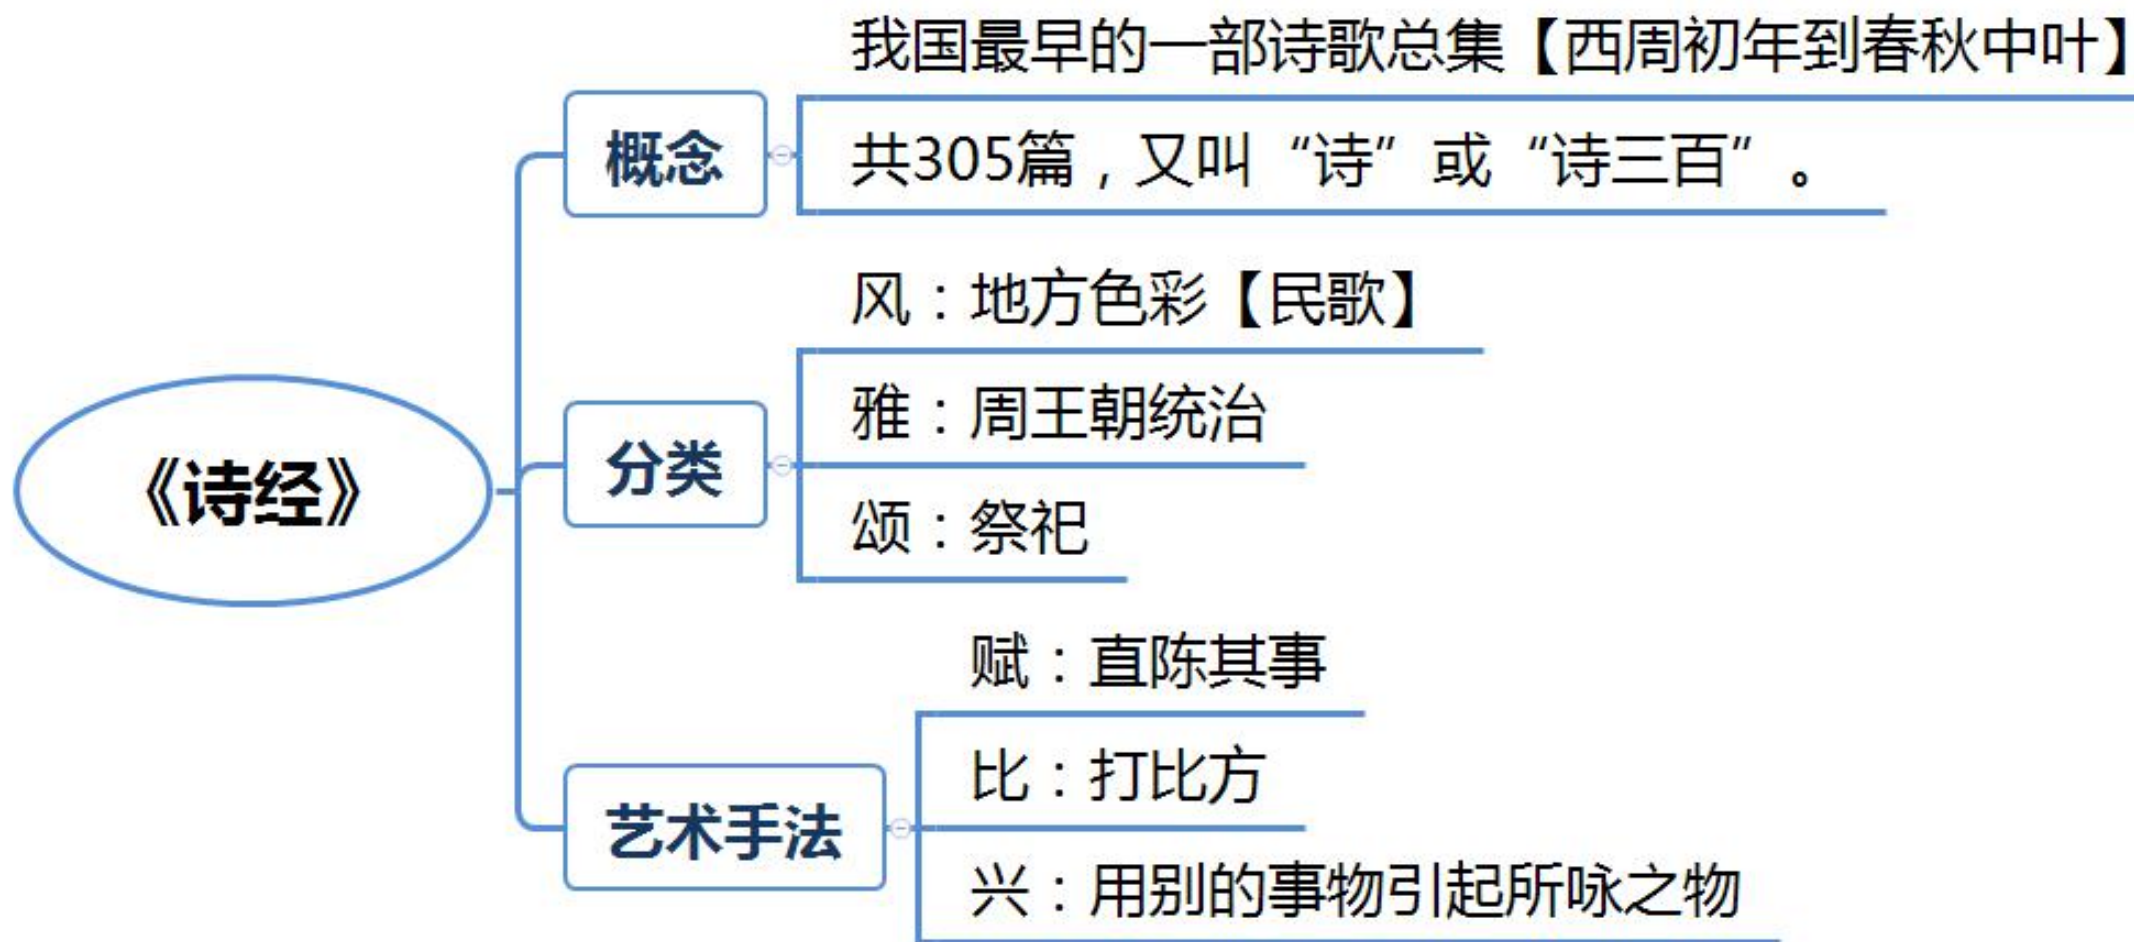 《诗经》
概念
我国最早的一部诗歌总集【西周初年到春秋中叶】
共305篇，又叫“诗”或“诗三百”。
分类
风：地方色彩【民歌】
雅：周王朝统治
颂：祭祀
艺术手法
赋：直陈其事
比：打比方
兴：用别的事物引起所咏之物